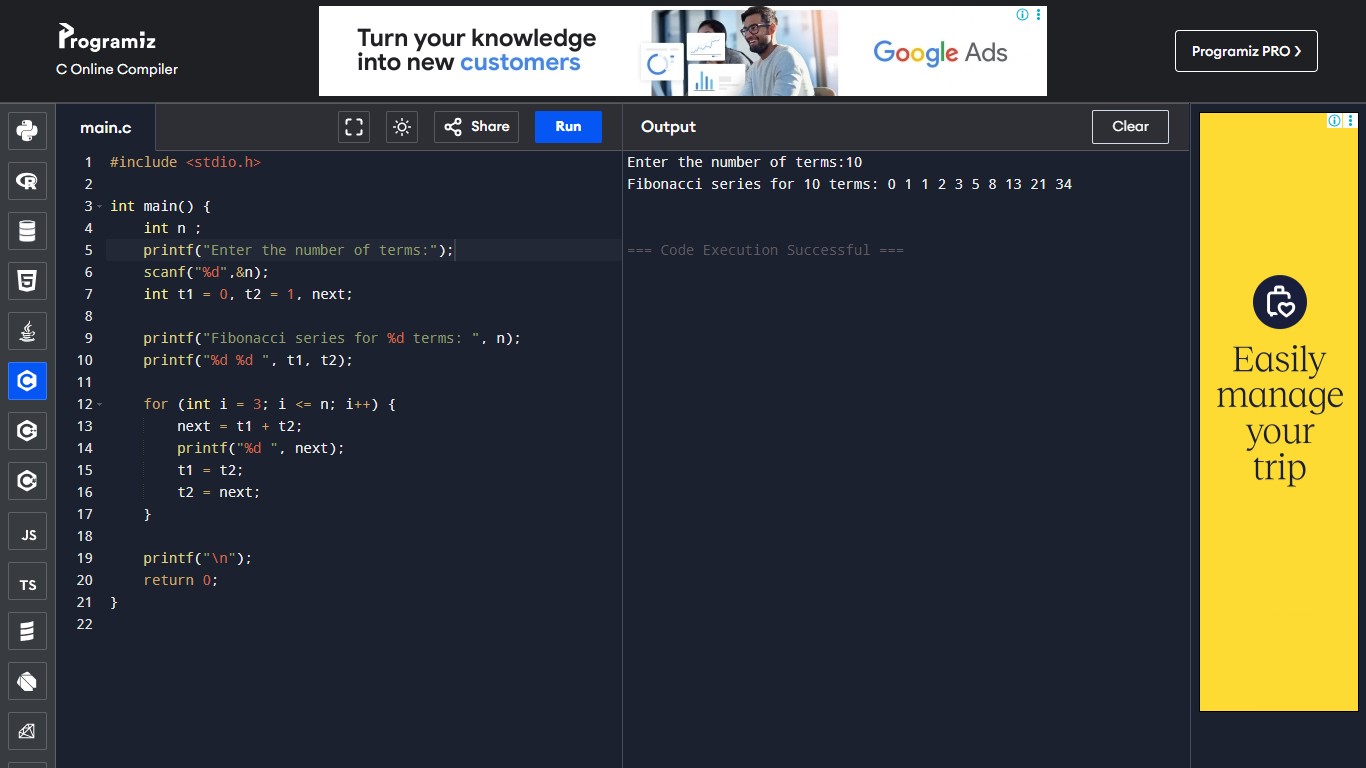 Programiz
C Online Compiler
Turn your knowledge
into new customers
Google Ads
Programiz PRO
main.c
Share
Run
Output
Clear
1 #include <stdio.h>
2
3 int main() {
4     int n ;
5     printf("Enter the number of terms:");
6     scanf("%d",&n);
7     int t1 = 0, t2 = 1, next;
8
9     printf("Fibonacci series for %d terms: ", n);
10     printf("%d %d ", t1, t2);
11
12     for (int i = 3; i <= n; i++) {
13         next = t1 + t2;
14         printf("%d ", next);
15         t1 = t2;
16         t2 = next;
17     }
18
19     printf("\n");
20     return 0;
21 }
22
Enter the number of terms:10
Fibonacci series for 10 terms: 0 1 1 2 3 5 8 13 21 34
=== Code Execution Successful ===
R
5
C
C
C
JS
TS
Easily
manage
your
trip